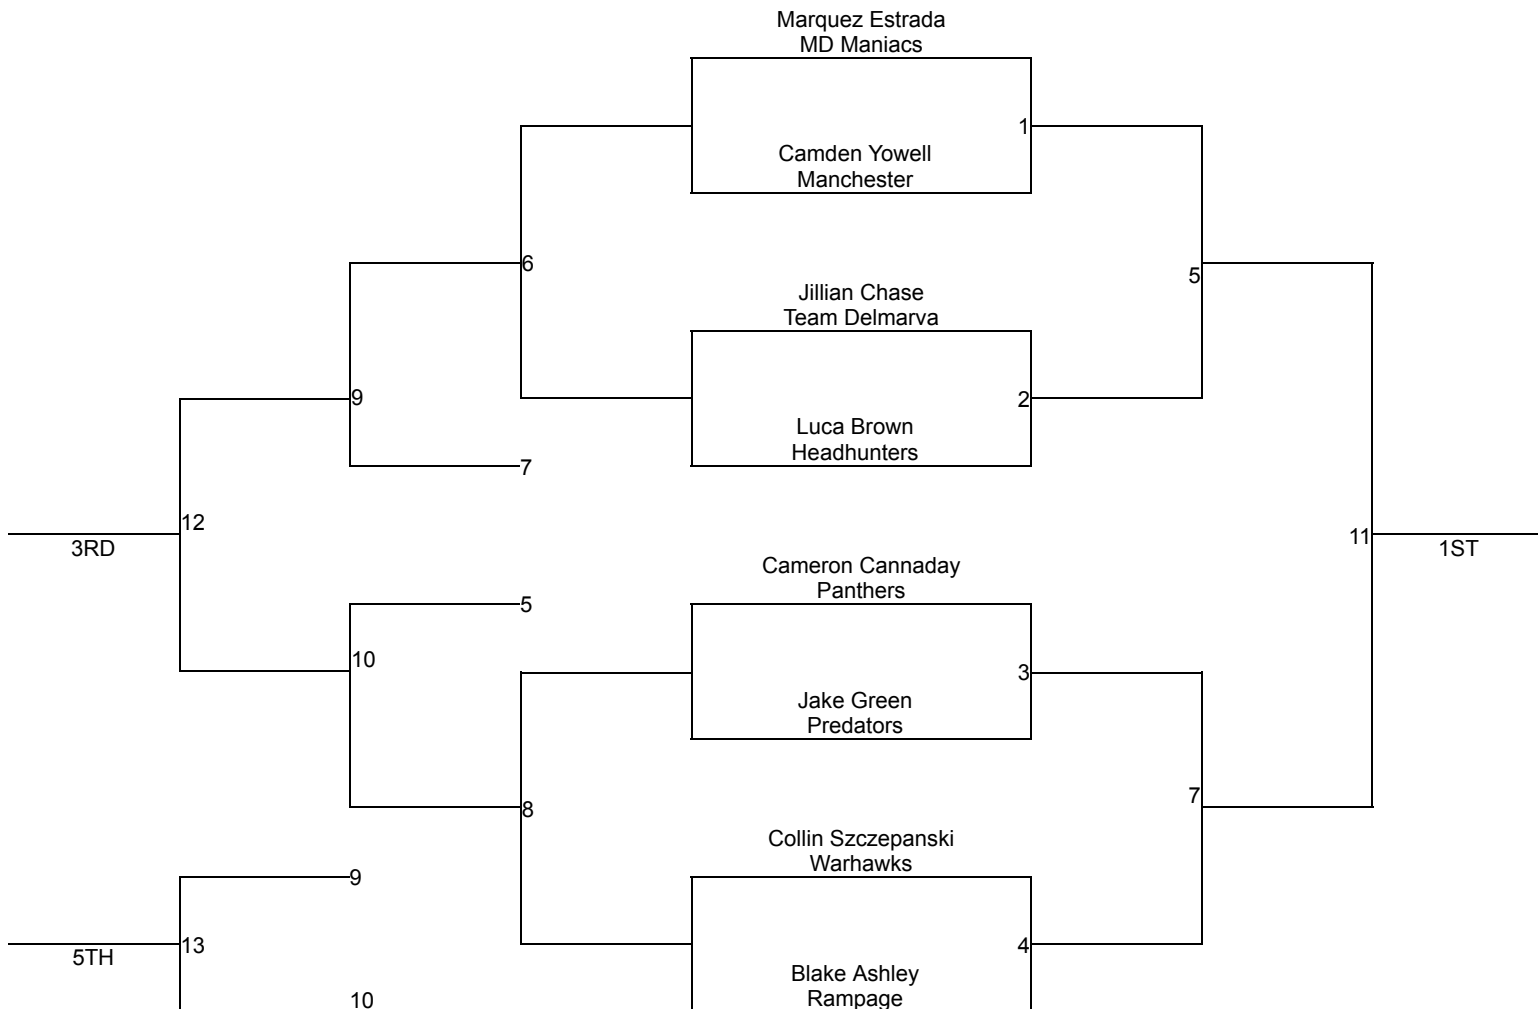 Marquez Estrada
MD Maniacs
1
Camden Yowell
Manchester
6
5
Jillian Chase
Team Delmarva
9
2
Luca Brown
Headhunters
7
12
3RD
11
1ST
Cameron Cannaday
Panthers
5
10
3
Jake Green
Predators
8
7
Collin Szczepanski
Warhawks
9
13
5TH
4
Blake Ashley
Rampage
10